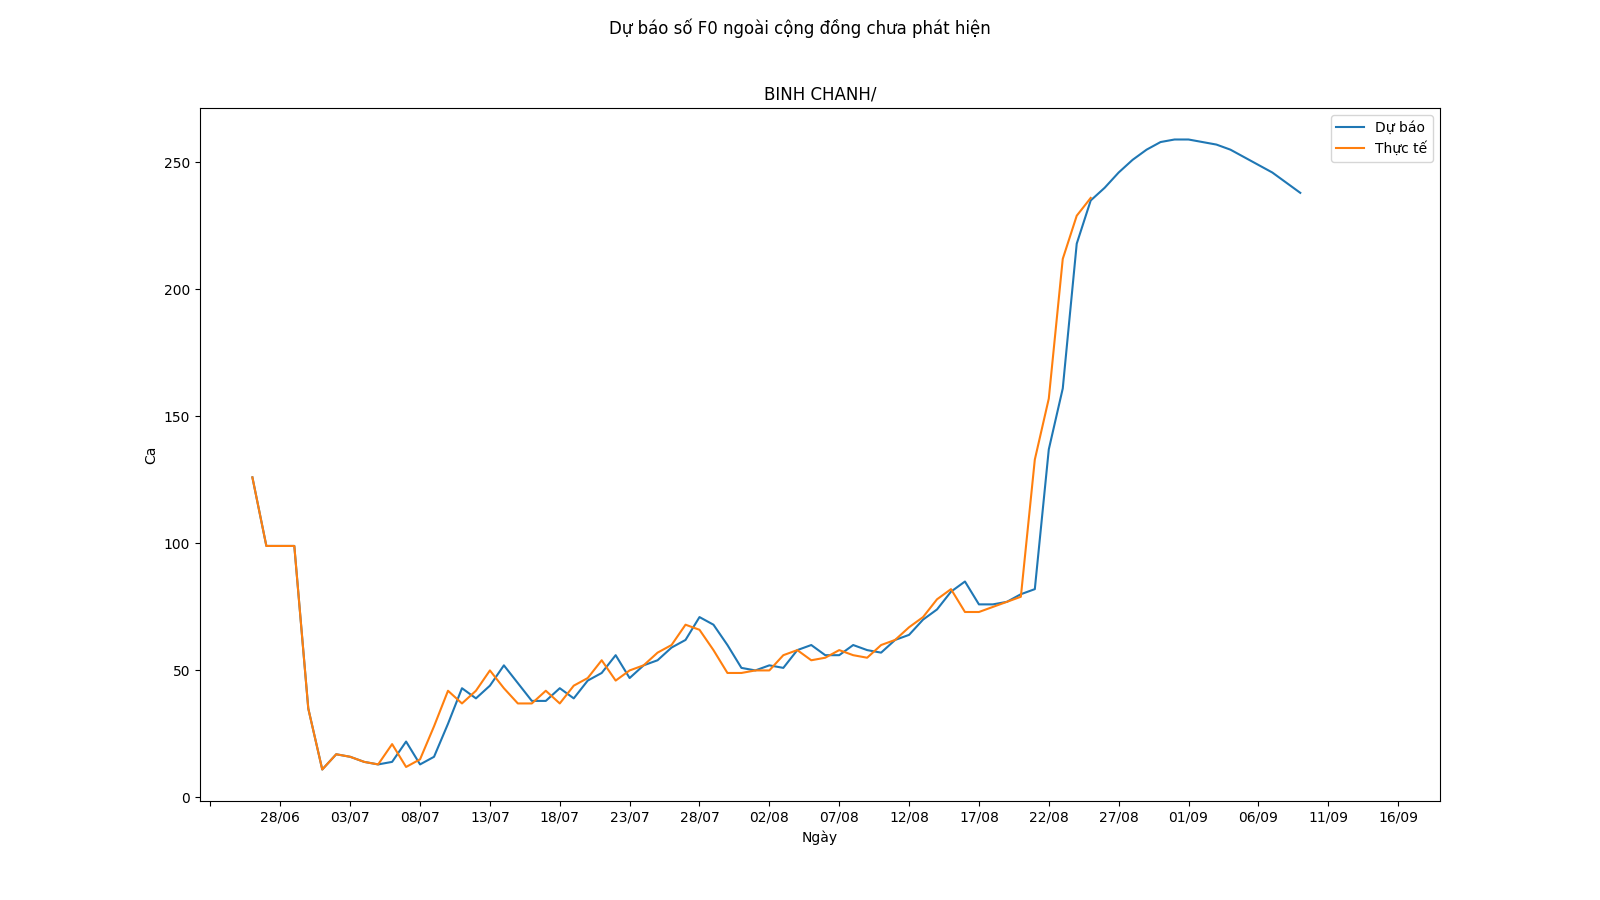 Dự báo số F0 ngoài cộng đồng chưa phát hiện
BINH CHANH/
Dự báo
Thực tế
250
200
150
100
50
0
Ca
28/06 03/07 08/07 13/07 18/07 23/07 28/07 02/08 07/08 12/08 17/08 22/08 27/08 01/09 06/09 11/09 16/09
Ngày